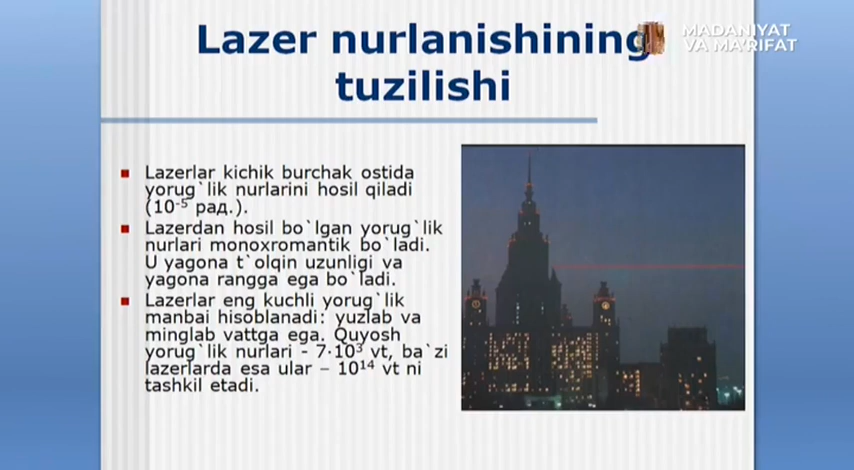 Lazer nurlanishining
tuzilishi
MADANIYAT
VA MA'RIFAT
Lazerlar kichik burchak ostida
yorug`lik nurlarini hosil qiladi
(10⁻⁵ рад.).
Lazerdan hosil bo`lgan yorug`lik
nurlari monoxromantik bo`ladi.
U yagona t`olqin uzunligi va
yagona rangga ega bo`ladi.
Lazerlar eng kuchli yorug`lik
manbai hisoblanadi: yuzlab va
minglab vattga ega. Quyosh
yorug`lik nurlari - 7·10³ vt, ba`zi
lazerlarda esa ular – 10¹⁴ vt ni
tashkil etadi.